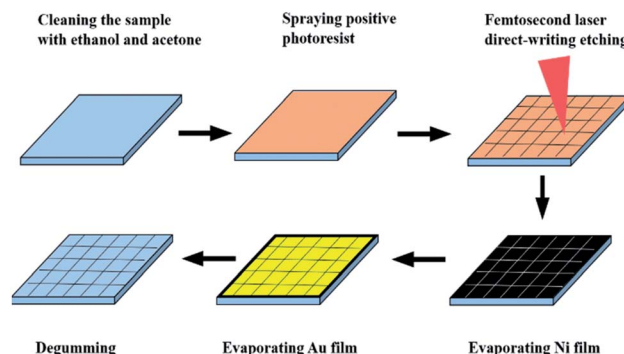 Cleaning the sample
with ethanol and acetone
Spraying positive
photoresist
Femtosecond laser
direct-writing etching
Degumming
Evaporating Au film
Evaporating Ni film